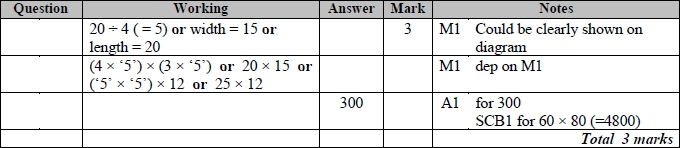 Question Working Answer Mark Notes
20 ÷ 4 ( = 5) or width = 15 or 3 M1 Could be clearly shown on
length = 20 diagram
(4 × ‘5’) × (3 × ‘5’) or 20 × 15 or M1 dep on M1
(‘5’ × ‘5’) × 12 or 25 × 12
300 A1 for 300
SCB1 for 60 × 80 (=4800)
Total 3 marks